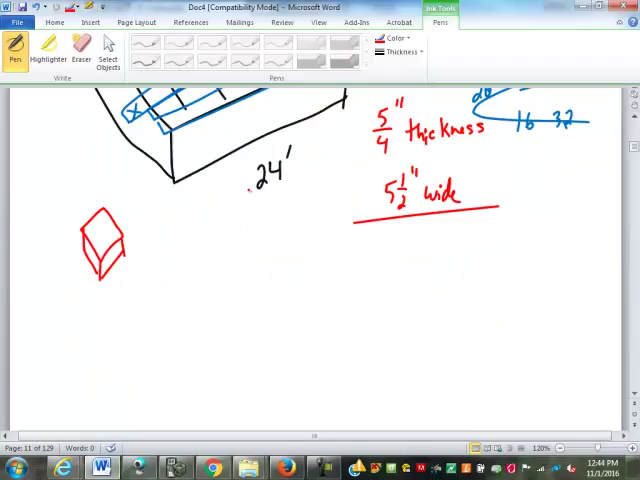 Doc4 [Compatibility Mode] - Microsoft Word
Ink Tools
File Home Insert Page Layout References Mailings Review View Add-Ins Acrobat Pens
Pen Highlighter Eraser Select Objects
Color
Thickness
Write Pens
20
16 32
5/4" thickness
24'
5 1/2" wide
Page: 11 of 129 Words: 0 120%
12:44 PM
11/1/2016